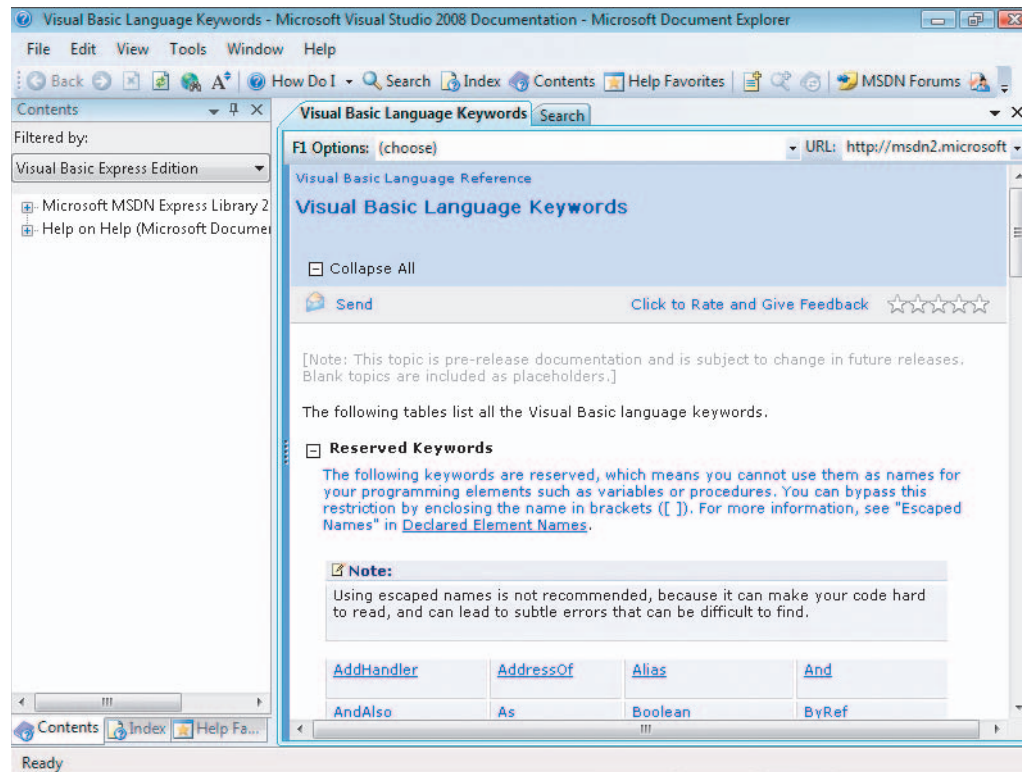 Visual Basic Language Keywords - Microsoft Visual Studio 2008 Documentation - Microsoft Document Explorer
File Edit View Tools Window Help
Back How Do I Search Index Contents Help Favorites MSDN Forums
Contents
Filtered by:
Visual Basic Express Edition
Microsoft MSDN Express Library 2
Help on Help (Microsoft Documen
Visual Basic Language Keywords Search
F1 Options: (choose) URL: http://msdn2.microsoft
Visual Basic Language Reference
Visual Basic Language Keywords
Collapse All
Send Click to Rate and Give Feedback
[Note: This topic is pre-release documentation and is subject to change in future releases.
Blank topics are included as placeholders.]
The following tables list all the Visual Basic language keywords.
Reserved Keywords
The following keywords are reserved, which means you cannot use them as names for
your programming elements such as variables or procedures. You can bypass this
restriction by enclosing the name in brackets ([ ]). For more information, see "Escaped
Names" in Declared Element Names.
Note:
Using escaped names is not recommended, because it can make your code hard
to read, and can lead to subtle errors that can be difficult to find.
AddHandler AddressOf Alias And
AndAlso As Boolean ByRef
Contents Index Help Fa...
Ready